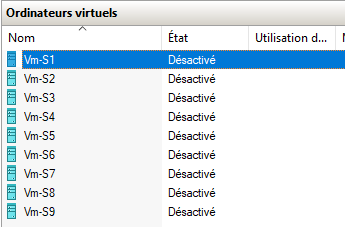 Ordinateurs virtuels
Nom État Utilisation d...
Vm-S1 Désactivé
Vm-S2 Désactivé
Vm-S3 Désactivé
Vm-S4 Désactivé
Vm-S5 Désactivé
Vm-S6 Désactivé
Vm-S7 Désactivé
Vm-S8 Désactivé
Vm-S9 Désactivé